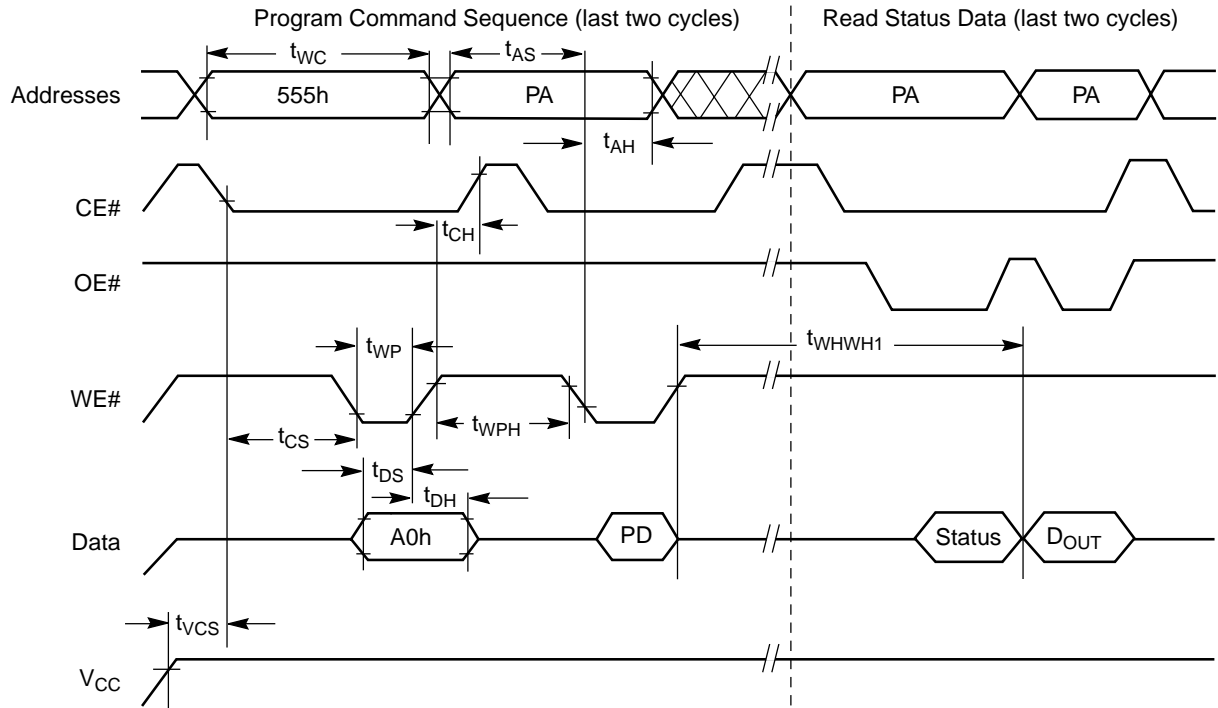 Program Command Sequence (last two cycles)
Read Status Data (last two cycles)
tWC
tAS
Addresses
555h
PA
PA
PA
tAH
CE#
tCH
OE#
tWP
tWHWH1
WE#
tCS
tWPH
tDS
tDH
Data
A0h
PD
Status
DOUT
tVCS
VCC